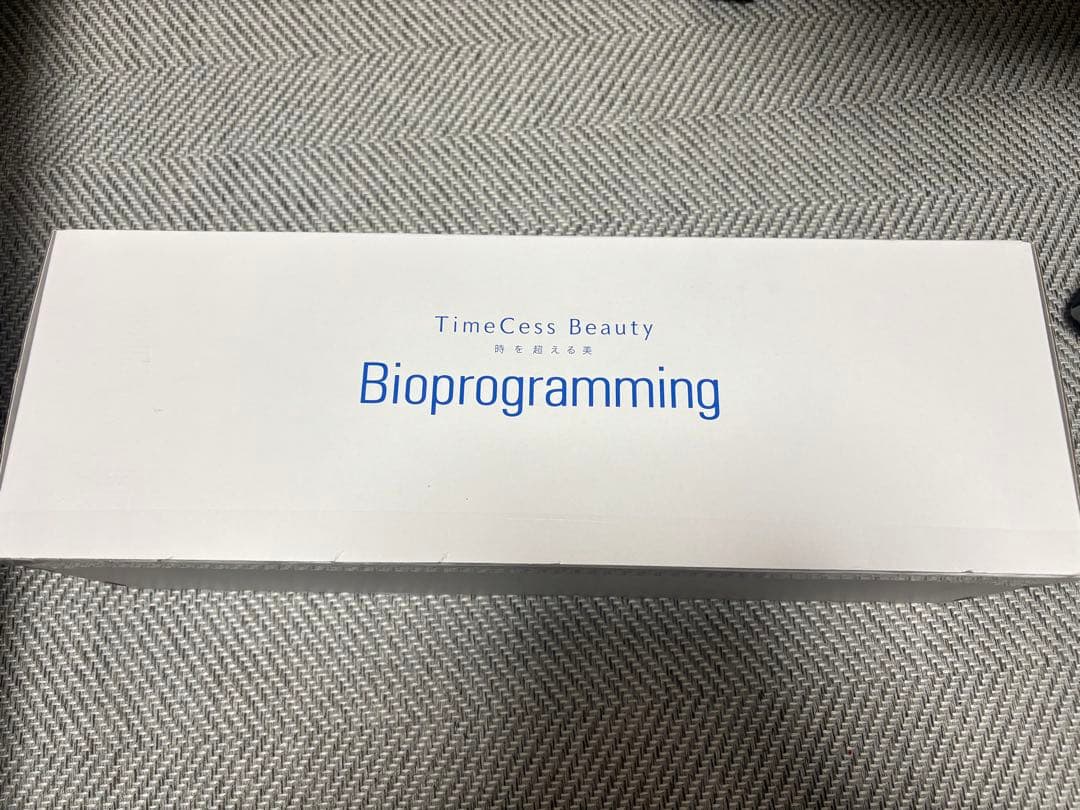 TimeCess Beauty
時を超える美
Bioprogramming